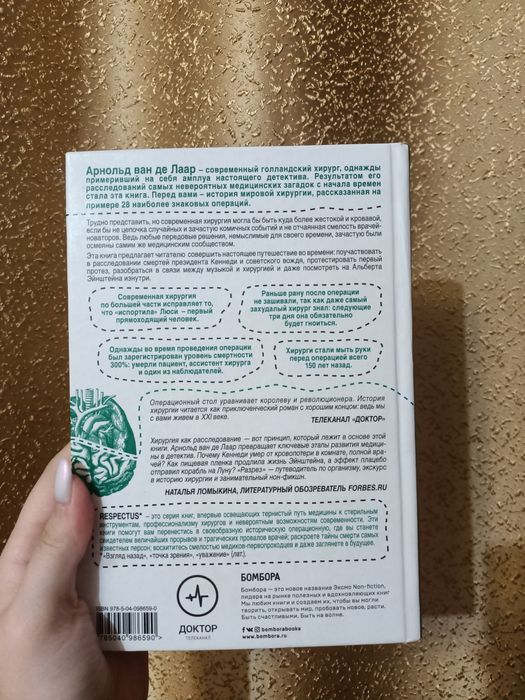 Арнольд ван де Лаар – современный голландский хирург, однажды
примеривший на себя амплуа настоящего детектива. Результатом его
расследований самых невероятных медицинских загадок с начала времен
стала эта книга. Перед вами – история мировой хирургии, рассказанная на
примере 28 наиболее знаковых операций.
Трудно представить, но современная хирургия могла бы быть куда более жестокой и кровавой,
если бы не цепочка случайных и зачастую комичных событий и не отчаянная смелость врачей-
новаторов. Ведь любые передовые решения, немыслимые для своего времени, зачастую были
осмеяны самим же медицинским сообществом.
Эта книга предлагает читателю совершить настоящее путешествие во времени: поучаствовать
в расследовании смертей президента Кеннеди и советского вождя, протестировать первый
протез, разобраться в связи между музыкой и хирургией и даже посмотреть на Альберта
Эйнштейна изнутри.
Современная хирургия
по большей части исправляет то,
что «испортила» Люси – первый
прямоходящий человек.
Раньше рану после операции
не зашивали, так как даже самый
захудалый хирург знал: следующие
три дня она обязательно
будет гноиться.
Однажды во время проведения операции
был зарегистрирован уровень смертности
300%: умерли пациент, ассистент хирурга
и один из наблюдателей.
Хирурги стали мыть руки
перед операцией всего
150 лет назад.
Операционный стол уравнивает королеву и революционера. История
хирургии читается как приключенческий роман с хорошим концом: ведь мы
с вами живем в XXI веке.
ТЕЛЕКАНАЛ «ДОКТОР»
Хирургия как расследование – вот принцип, который лежит в основе этой
книги. Арнольд ван де Лаар превращает ключевые этапы развития медици-
ны в детектив. Почему Кеннеди умер от кровопотери в комнате, полной вра-
чей? Как пищевая пленка продлила жизнь Эйнштейна, а эффект плацебо
отправил корабль на Луну? «Разрез» – путеводитель по организму, экскурс
в историю хирургии и занимательный нон-фикшн.
НАТАЛЬЯ ЛОМЫКИНА, ЛИТЕРАТУРНЫЙ ОБОЗРЕВАТЕЛЬ FORBES.RU
RESPECTUS* – это серия книг, впервые освещающих тернистый путь медицины к стерильным
инструментам, профессионализму хирургов и невероятным возможностям современности. Эти
книги помогут вам перенестись в своеобразную историческую операционную, где вы станете
свидетелем величайших прорывов и трагических провалов врачей; раскроете тайны смерти самых
известных персон; восхититесь смелостью медиков-первопроходцев и даже заглянете в будущее.
*«Взгляд назад», «точка зрения», «уважение» (лат.).
ISBN 978-5-04-098659-0
785040 986590
ДОКТОР
ТЕЛЕКАНАЛ
БОМБОРА
Бомбора – это новое название Эксмо Non-fiction,
лидера на рынке полезных и вдохновляющих книг.
Мы любим книги и создаем их, чтобы вы могли
творить, открывать мир, пробовать новое, расти.
Быть счастливыми. Быть на волне.
bomborabooks
www.bombora.ru